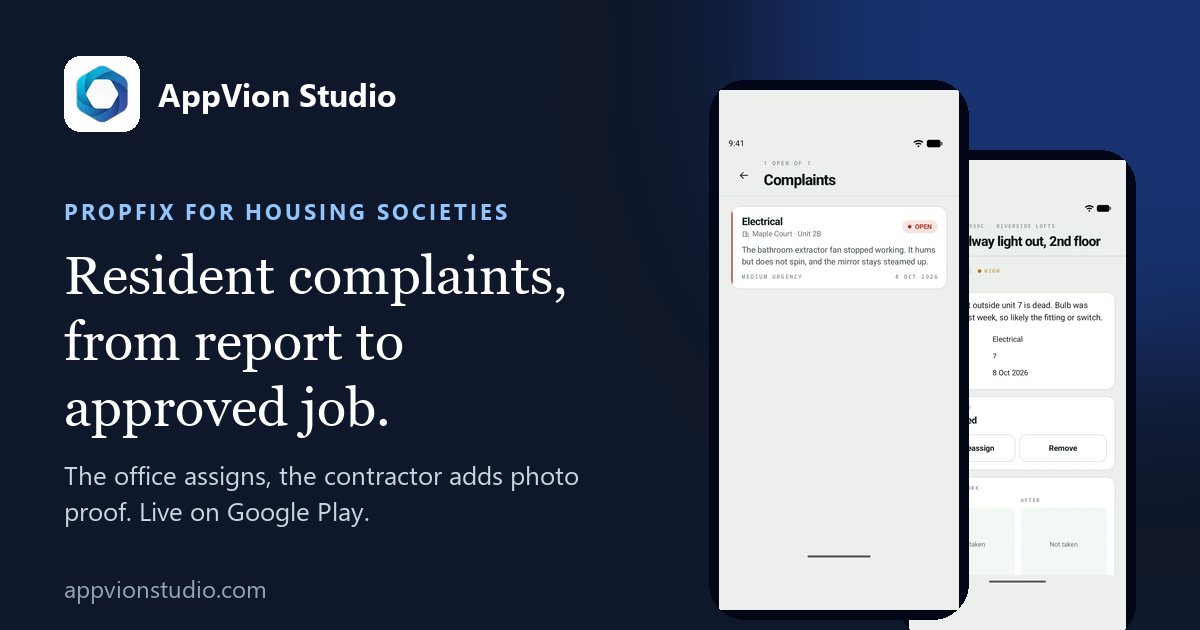 AppVion Studio
PROPFIX FOR HOUSING SOCIETIES
Resident complaints,
from report to
approved job.
The office assigns, the contractor adds photo
proof. Live on Google Play.
appvionstudio.com
9:41
1 OPEN OF 1
Complaints
Electrical
OPEN
Maple Court · Unit 2B
The bathroom extractor fan stopped working. It hums
but does not spin, and the mirror stays steamed up.
MEDIUM URGENCY
8 OCT 2026
939C · RIVERSIDE LOFTS
lway light out, 2nd floor
HIGH
outside unit 7 is dead. Bulb was
st week, so likely the fitting or switch.
Electrical
7
8 Oct 2026
ed
eassign
Remove
AFTER
taken
Not taken